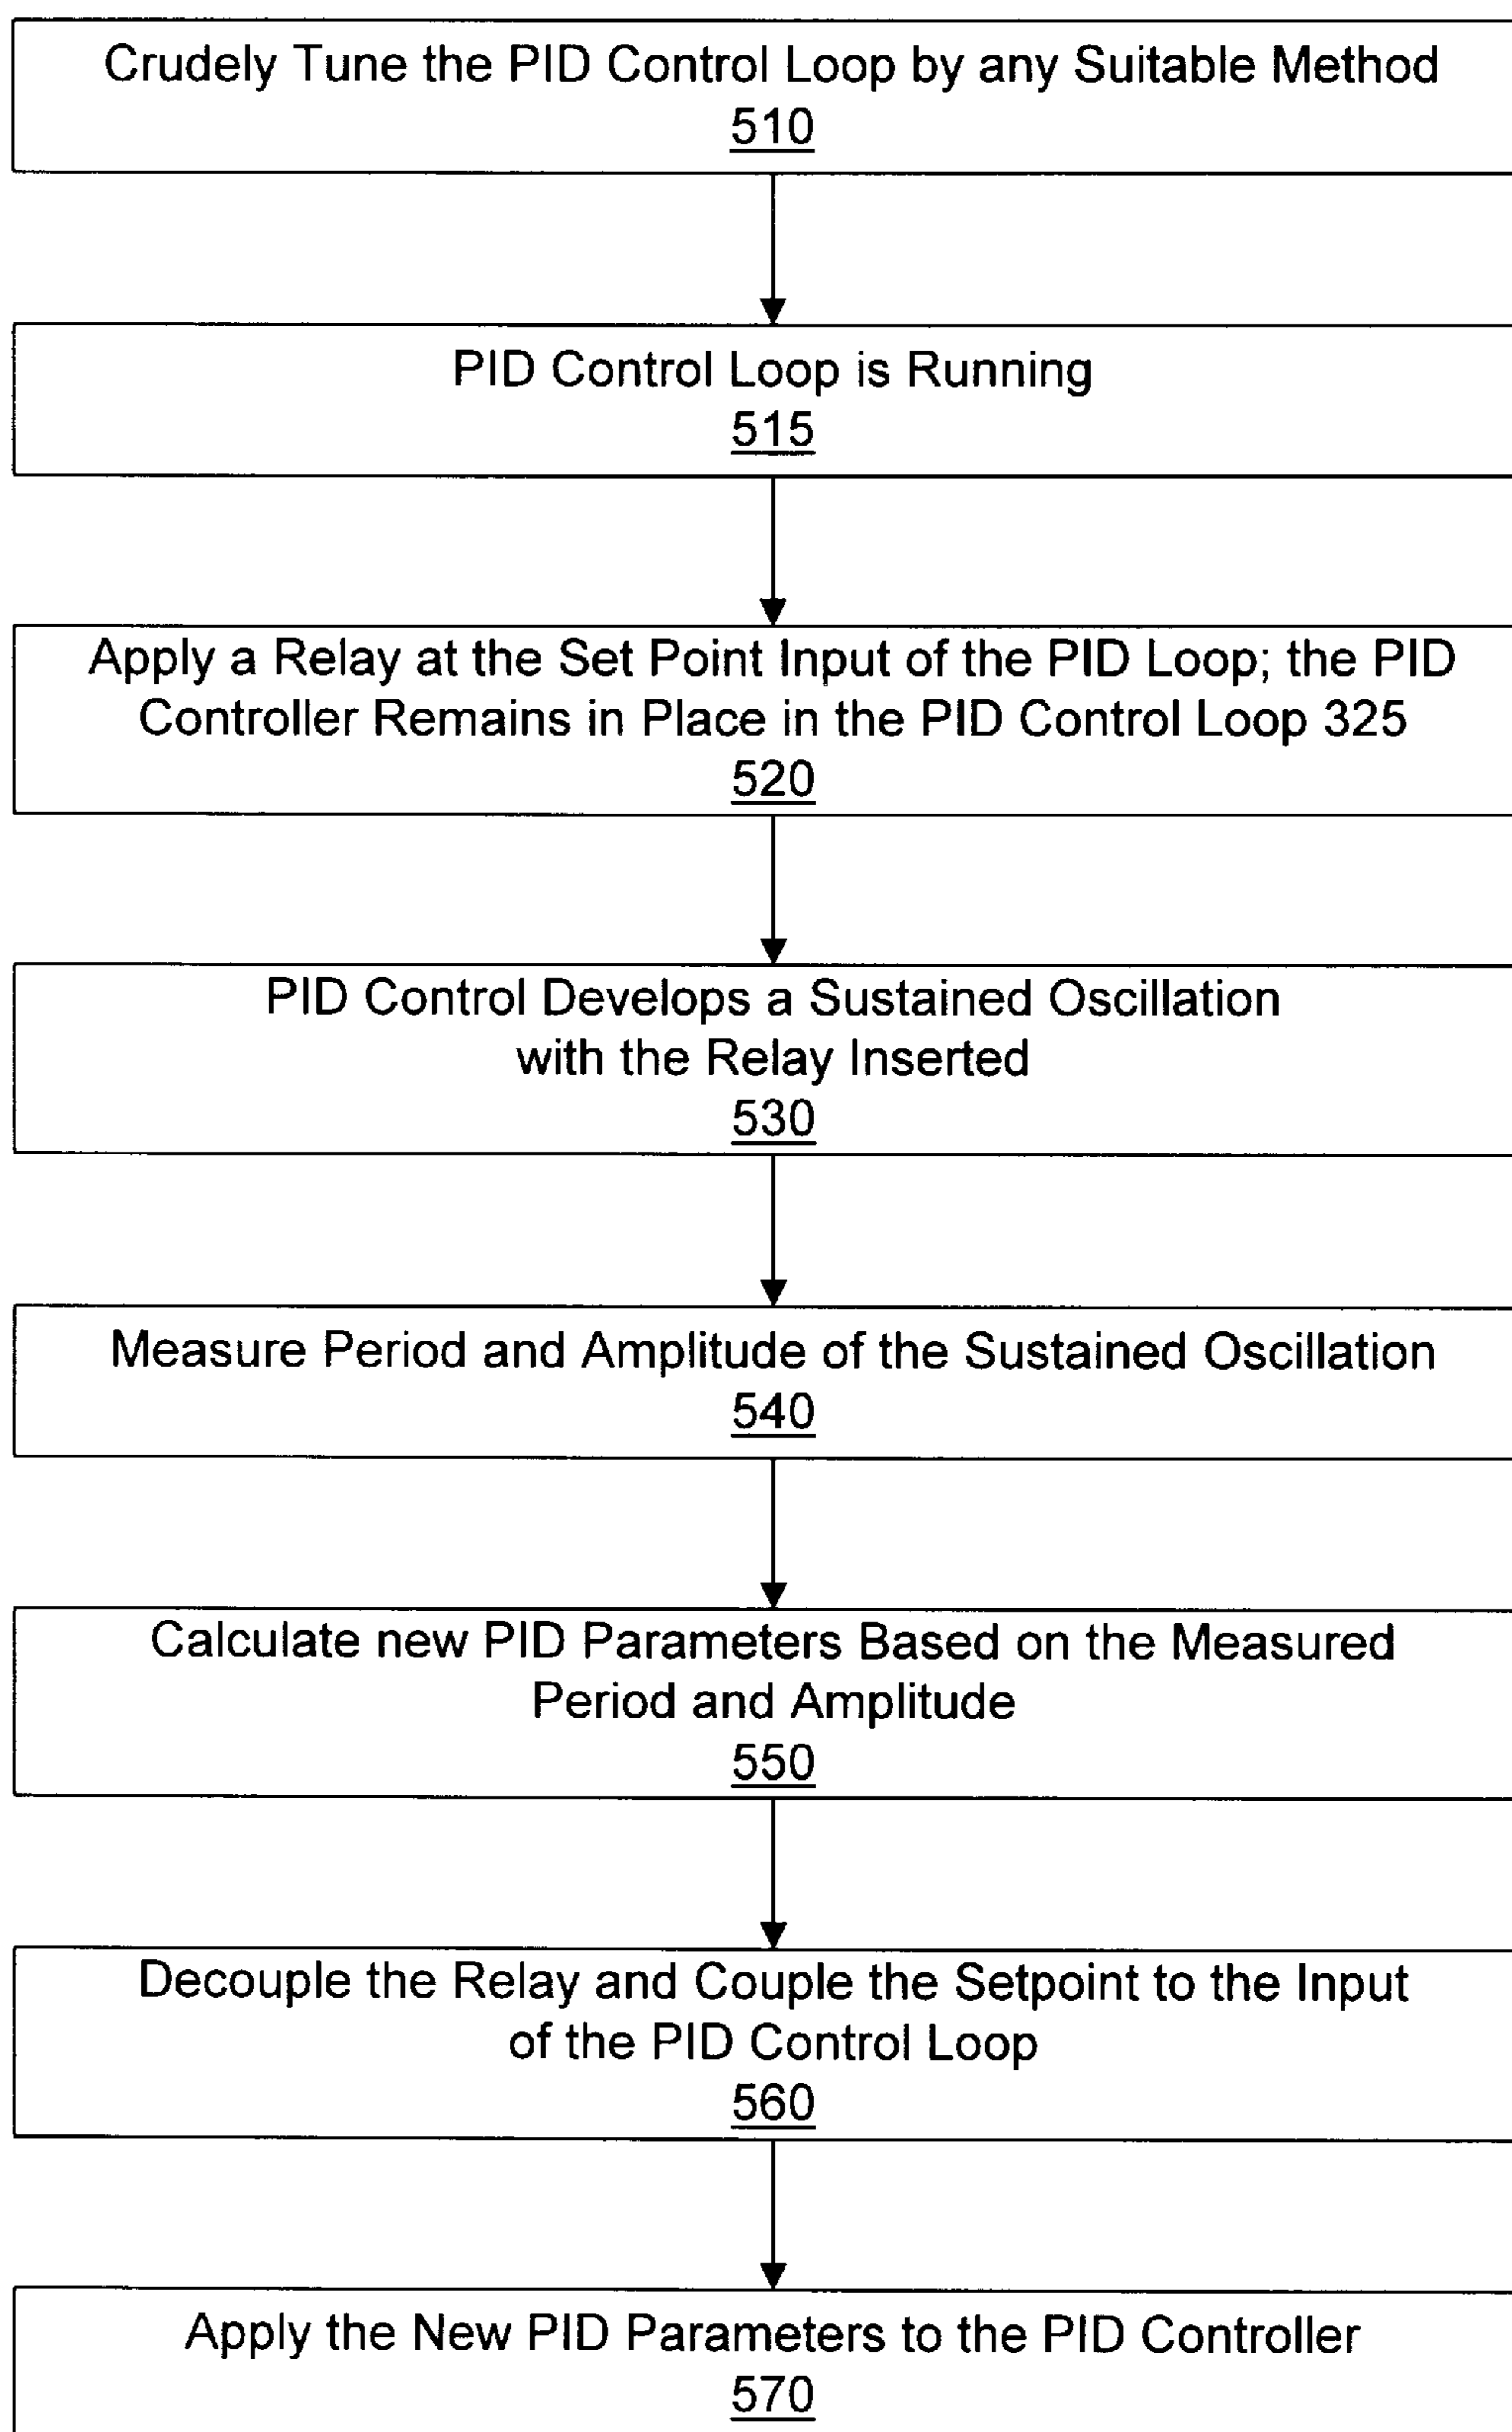 Crudely Tune the PID Control Loop by any Suitable Method
510
PID Control Loop is Running
515
Apply a Relay at the Set Point Input of the PID Loop; the PID
Controller Remains in Place in the PID Control Loop 325
520
PID Control Develops a Sustained Oscillation
with the Relay Inserted
530
Measure Period and Amplitude of the Sustained Oscillation
540
Calculate new PID Parameters Based on the Measured
Period and Amplitude
550
Decouple the Relay and Couple the Setpoint to the Input
of the PID Control Loop
560
Apply the New PID Parameters to the PID Controller
570